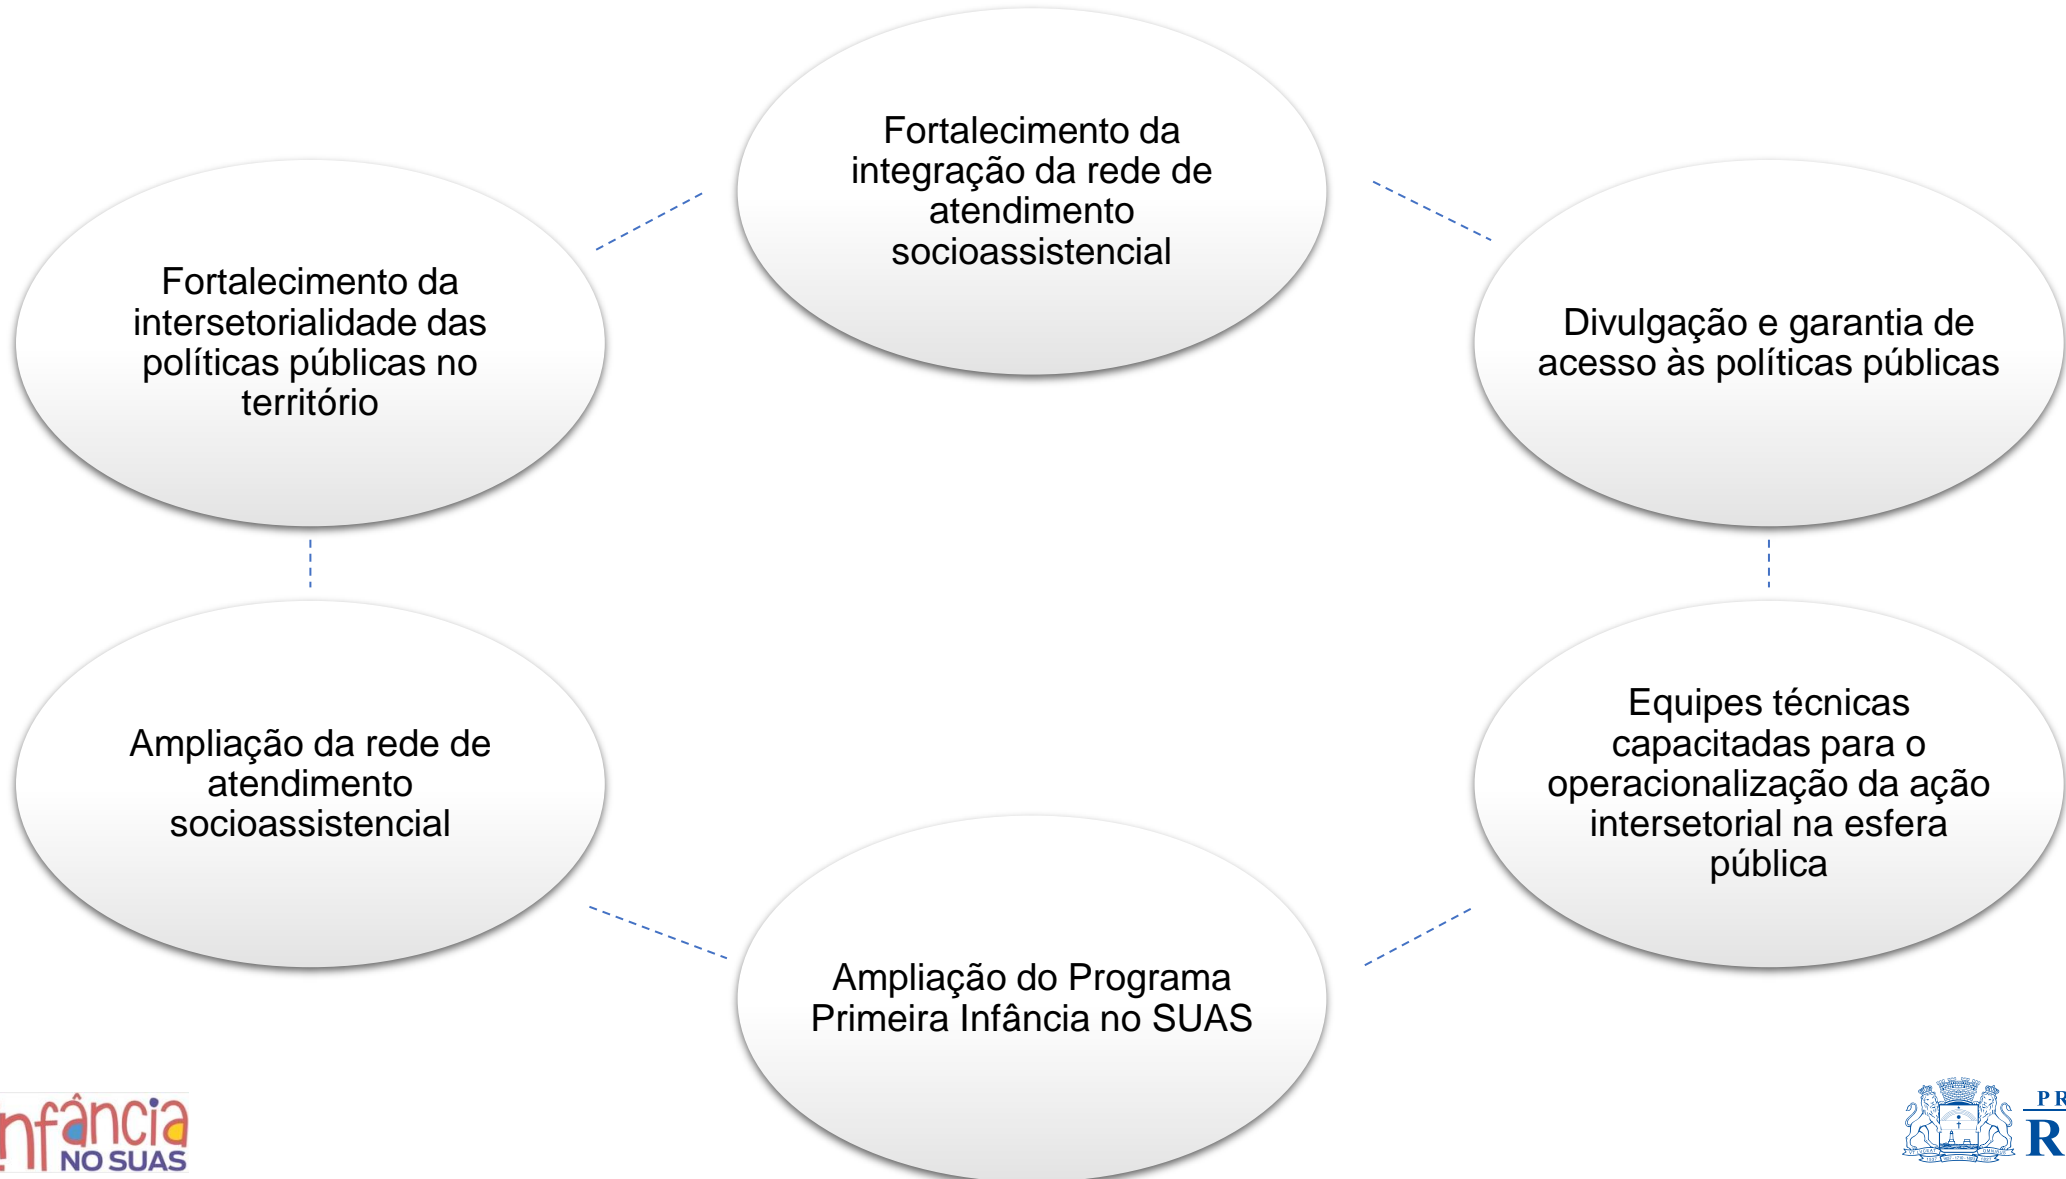 Fortalecimento da
integração da rede de
atendimento
socioassistencial
Fortalecimento da
intersetorialidade das
políticas públicas no
território
Divulgação e garantia de
acesso às políticas públicas
Ampliação da rede de
atendimento
socioassistencial
Equipes técnicas
capacitadas para o
operacionalização da ação
intersetorial na esfera
pública
Ampliação do Programa
Primeira Infância no SUAS
nfância
NO SUAS
PR
R